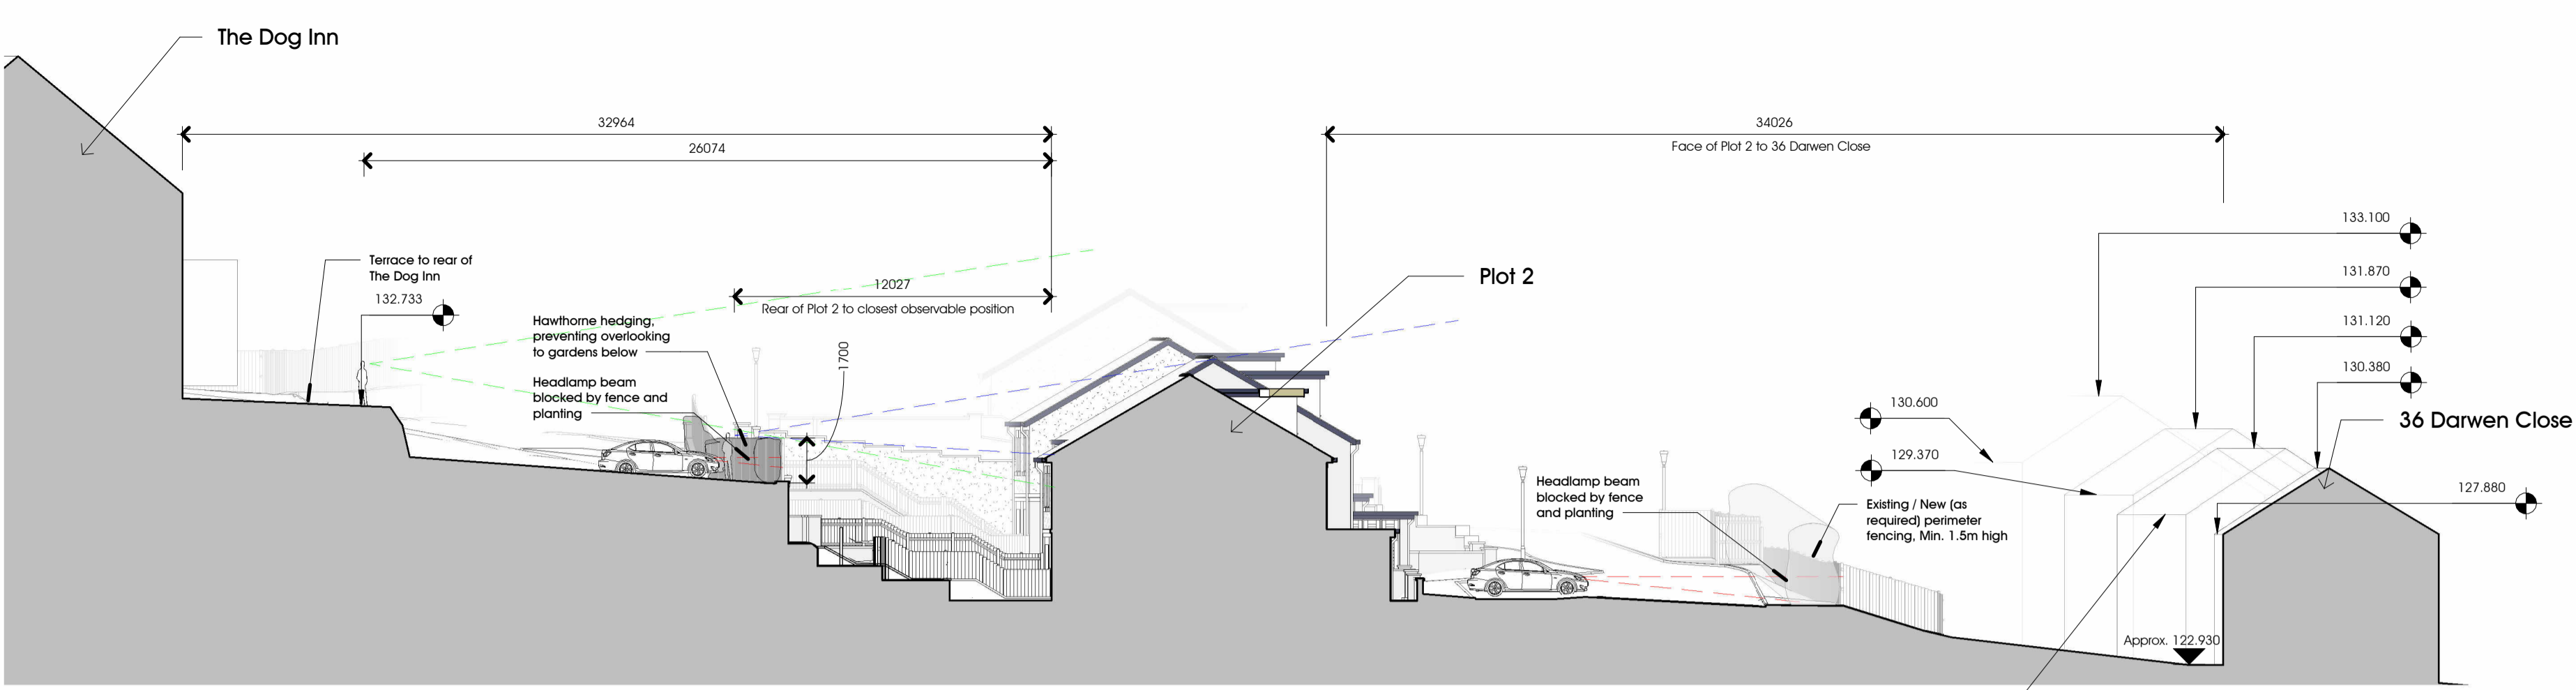 The Dog Inn
32964
34026
26074
Face of Plot 2 to 36 Darwen Close
133.100
Terrace to rear of
The Dog Inn
132.733
12027
Rear of Plot 2 to closest observable position
Plot 2
131.870
Hawthorne hedging,
preventing overlooking
to gardens below
1700
131.120
Headlamp beam
blocked by fence and
planting
130.380
130.600
36 Darwen Close
129.370
Headlamp beam
blocked by fence
and planting
Existing / New (as
required) perimeter
fencing, Min. 1.5m high
127.880
Approx. 122.930